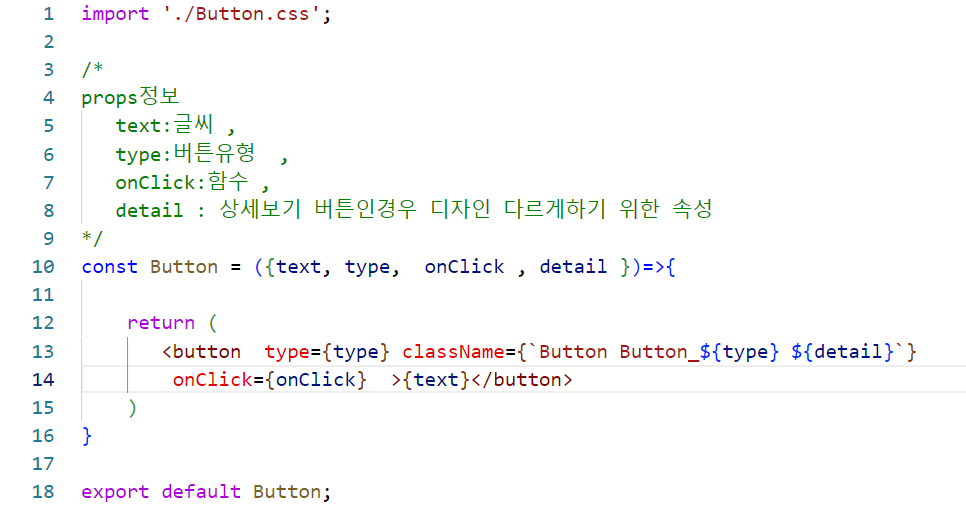 1 import './Button.css';
2
3 /*
4 props정보
5 text:글씨 ,
6 type:버튼유형 ,
7 onClick:함수 ,
8 detail : 상세보기 버튼인경우 디자인 다르게하기 위한 속성
9 */
10 const Button = ({text, type, onClick , detail })=>{
11
12 return (
13 <button type={type} className={`Button Button_${type} ${detail}`}
14 onClick={onClick} >{text}</button>
15 )
16 }
17
18 export default Button;